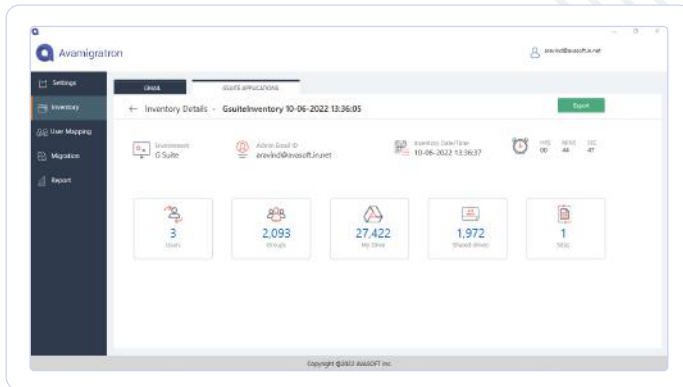 Avamigratron
aravind@avasoft.in.net
Settings
Inventory
User Mapping
Migration
Report
GMAIL
GSUITE APPLICATIONS
← Inventory Details - GsuiteInventory 10-06-2022 13:36:05
Export
Environment
G Suite
Admin Email ID
aravind@avasoft.in.net
Inventory Date/Time
10-06-2022 13:36:37
HRS MINS SEC
00 44 47
3
Users
2,093
Groups
27,422
My Drive
1,972
Shared drives
1
Sites
Copyright @2022 AVASOFT Inc.